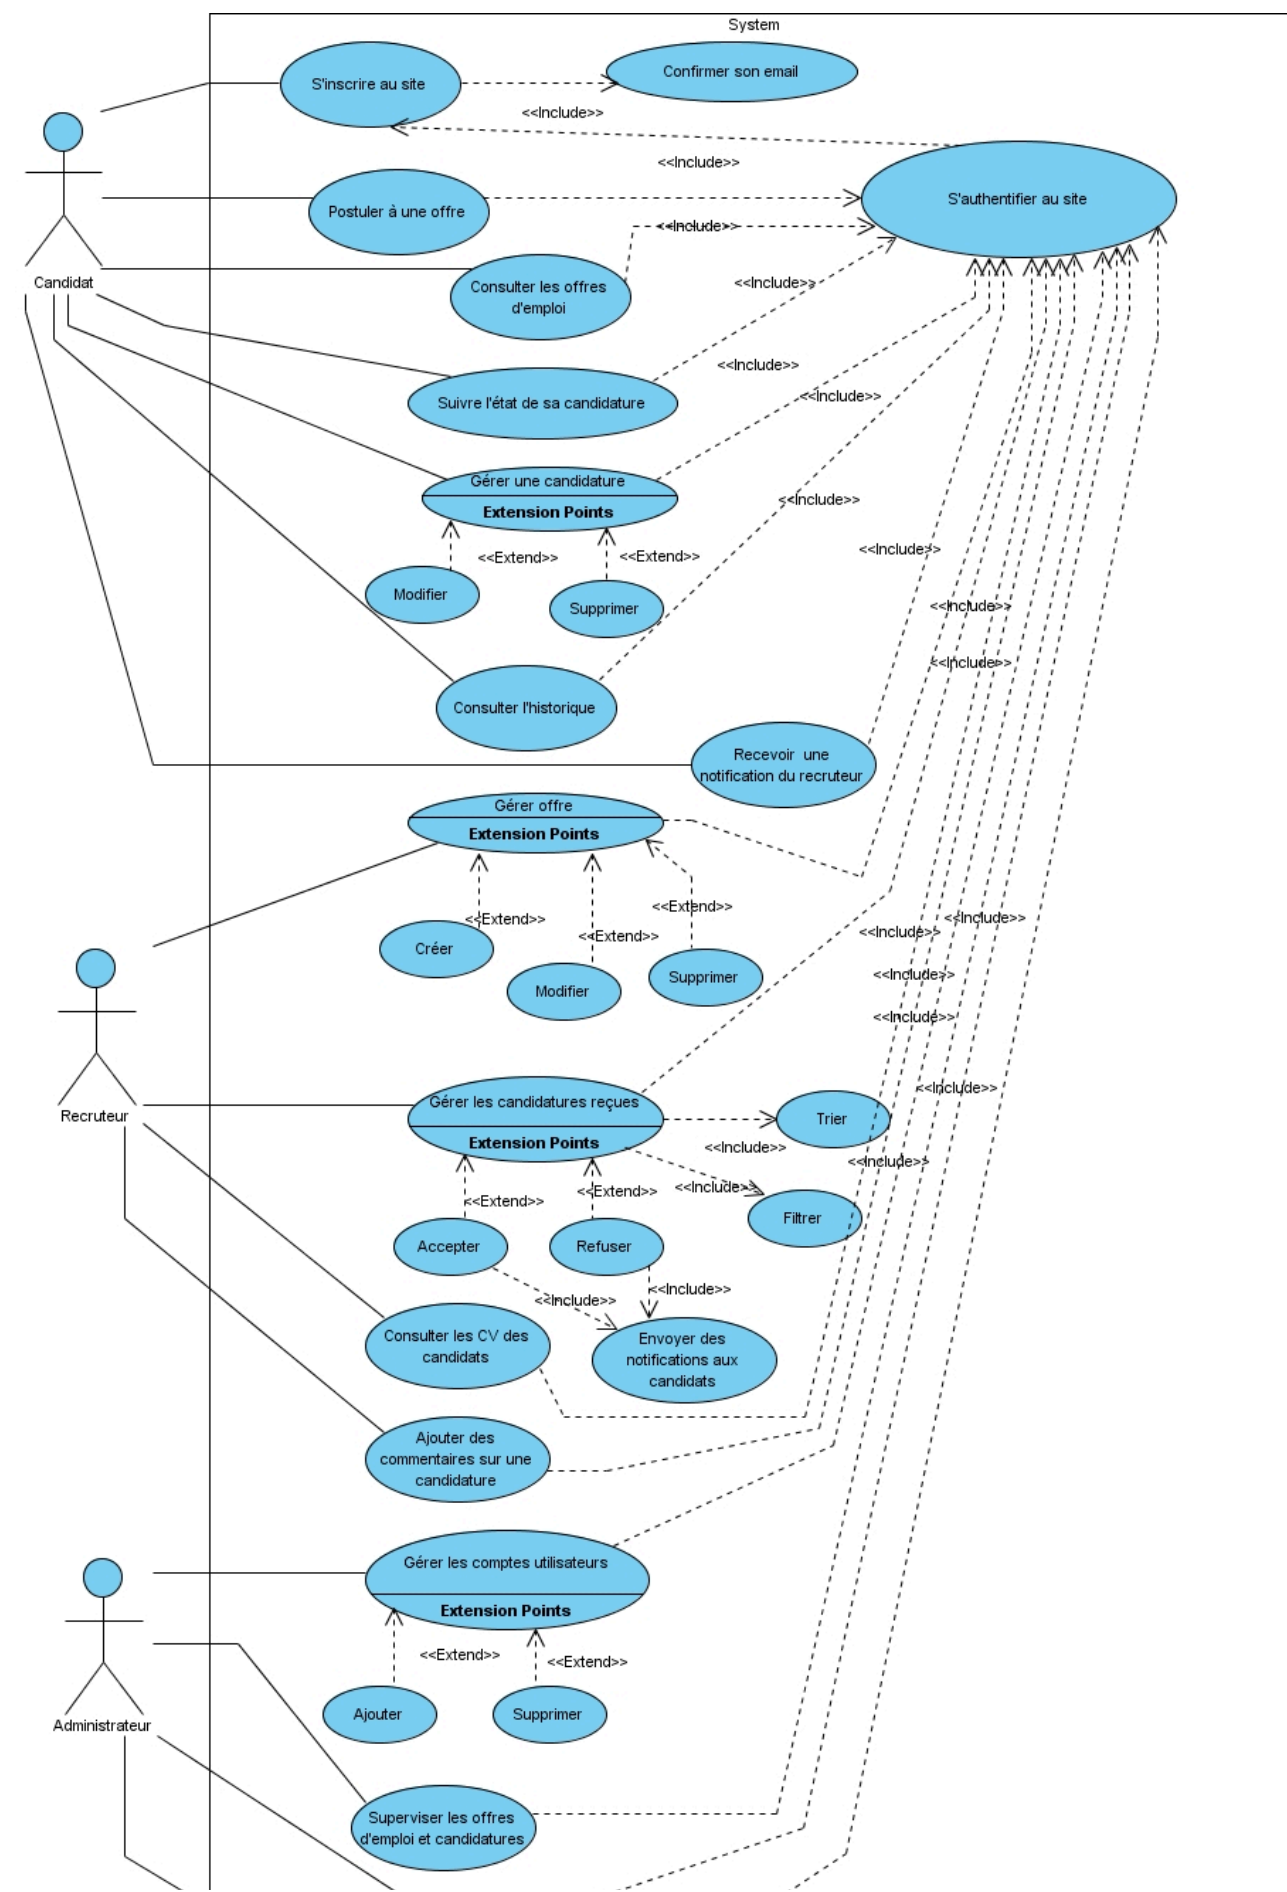 System
S'inscrire au site
Confirmer son email
<<Include>>
<<Include>>
S'authentifier au site
Postuler à une offre
<<Include>>
Candidat
Consulter les offres
d'emploi
<<Include>>
<<Include>>
Suivre l'état de sa candidature
<<Include>>
Gérer une candidature
Extension Points
<<Include>>
<<Extend>>
<<Extend>>
<<Include>>
Modifier
Supprimer
<<Include>>
<<Include>>
Consulter l'historique
Recevoir une
notification du recruteur
Gérer offre
Extension Points
<<Extend>>
<<Extend>>
<<Extend>>
<<Include>>
<<Include>>
Créer
Modifier
Supprimer
<<Include>>
<<Include>>
Recruteur
Gérer les candidatures reçues
Extension Points
<<Include>>
Trier
<<Include>>
<<Include>>
<<Extend>>
<<Extend>>
<<Include>>
Filtrer
Accepter
Refuser
<<Include>>
<<Include>>
Consulter les CV des
candidats
Envoyer des
notifications aux
candidats
Ajouter des
commentaires sur une
candidature
Gérer les comptes utilisateurs
Extension Points
<<Extend>>
<<Extend>>
Ajouter
Supprimer
Administrateur
Superviser les offres
d'emploi et candidatures